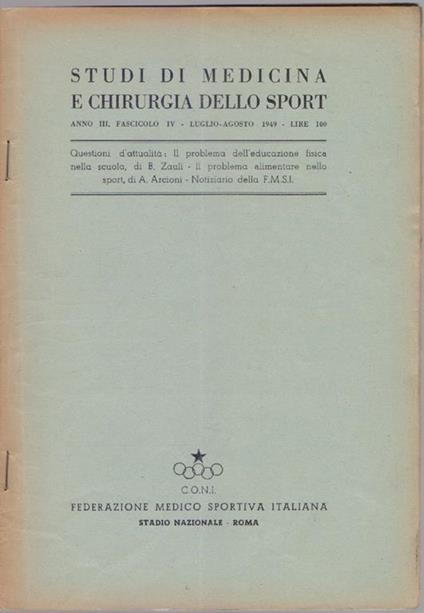 STUDI DI MEDICINA
E CHIRURGIA DELLO SPORT
ANNO III, FASCICOLO IV - LUGLIO-AGOSTO 1949 - LIRE 100
Questioni d'attualità: Il problema dell'educazione fisica
nella scuola, di B. Zauli - Il problema alimentare nello
sport, di A. Arcioni - Notiziario della F.M.S.I.
C.O.N.I.
FEDERAZIONE MEDICO SPORTIVA ITALIANA
STADIO NAZIONALE - ROMA